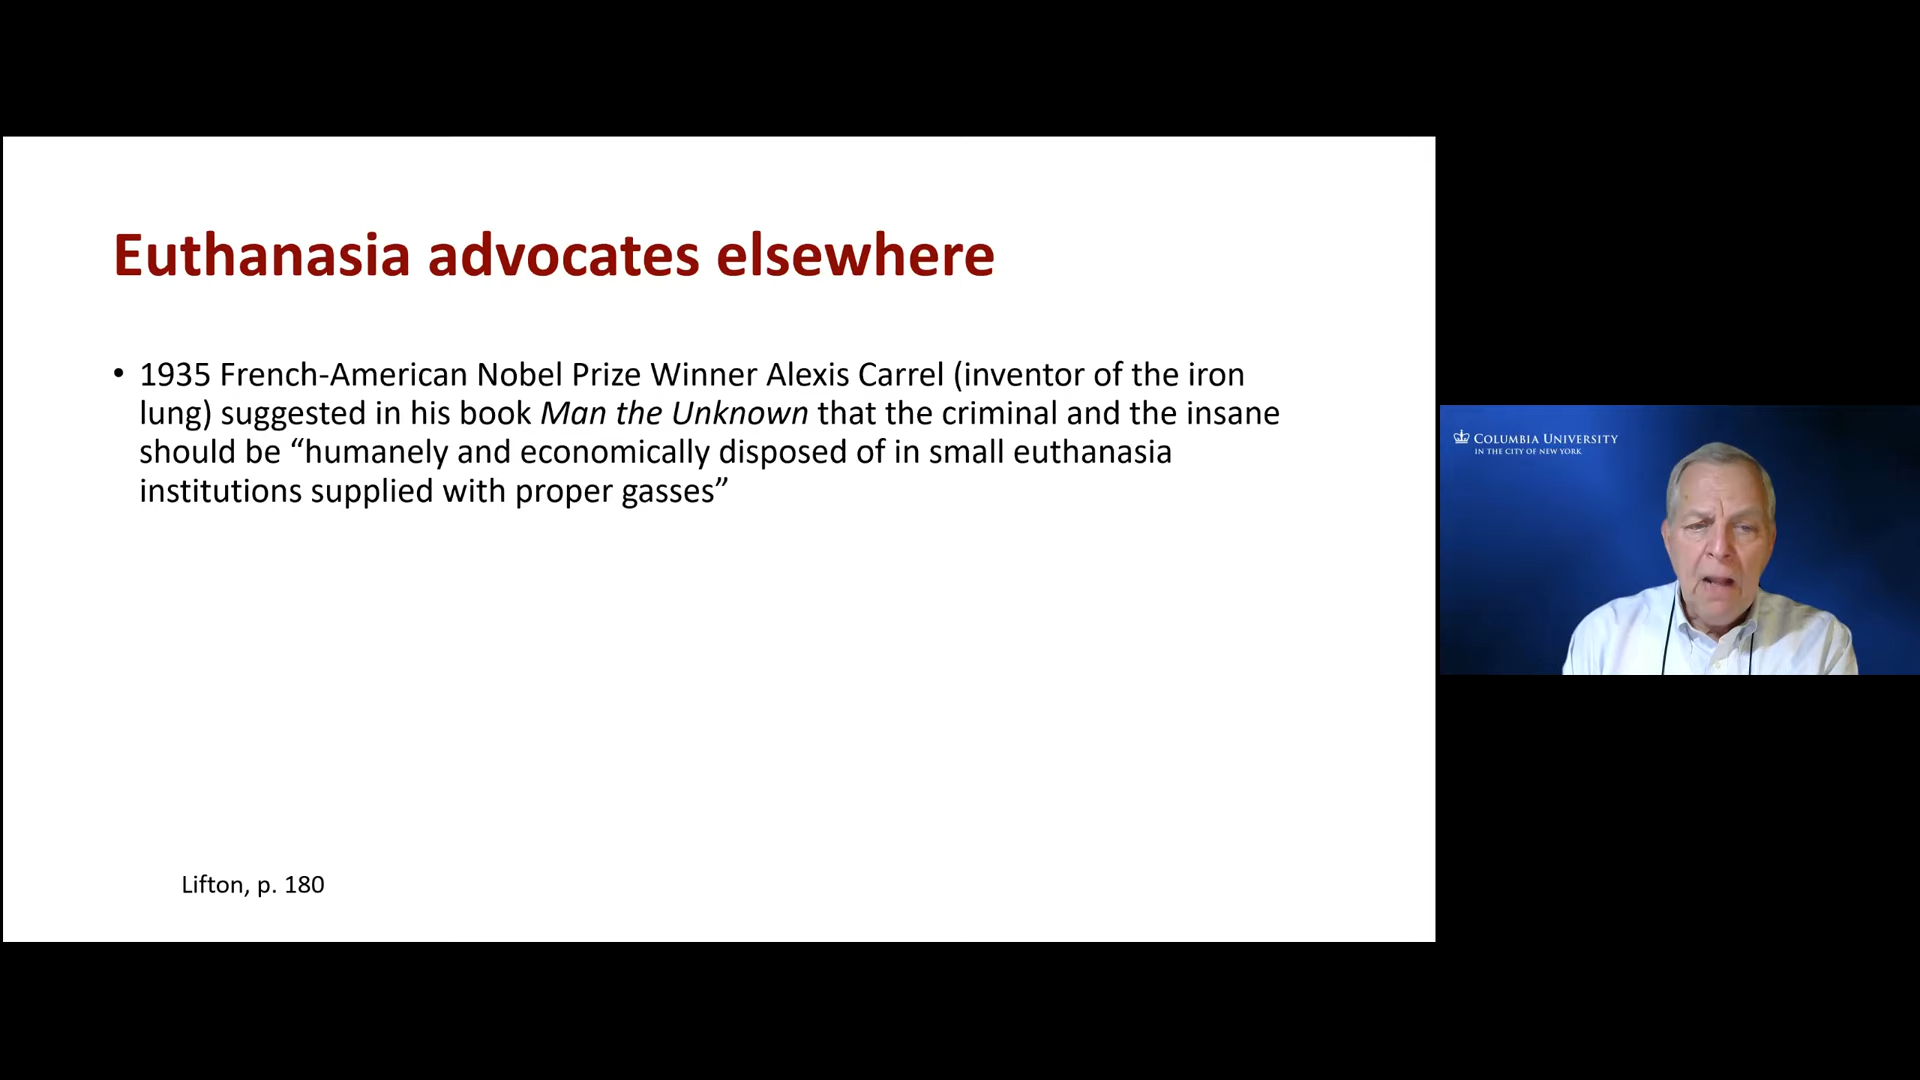 Euthanasia advocates elsewhere
• 1935 French-American Nobel Prize Winner Alexis Carrel (inventor of the iron
lung) suggested in his book Man the Unknown that the criminal and the insane
should be “humanely and economically disposed of in small euthanasia
institutions supplied with proper gasses”
Lifton, p. 180
COLUMBIA UNIVERSITY
IN THE CITY OF NEW YORK